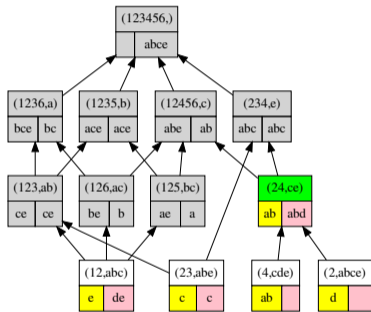 (123456,)
abce
(1236,a) (1235,b) (12456,c) (234,e)
bce bc ace ace abe ab abc abc
(123,ab) (126,ac) (125,bc) (24,ce)
ce ce be b ae a ab abd
(12,abc) (23,abe) (4,cde) (2,abce)
e de c c ab d